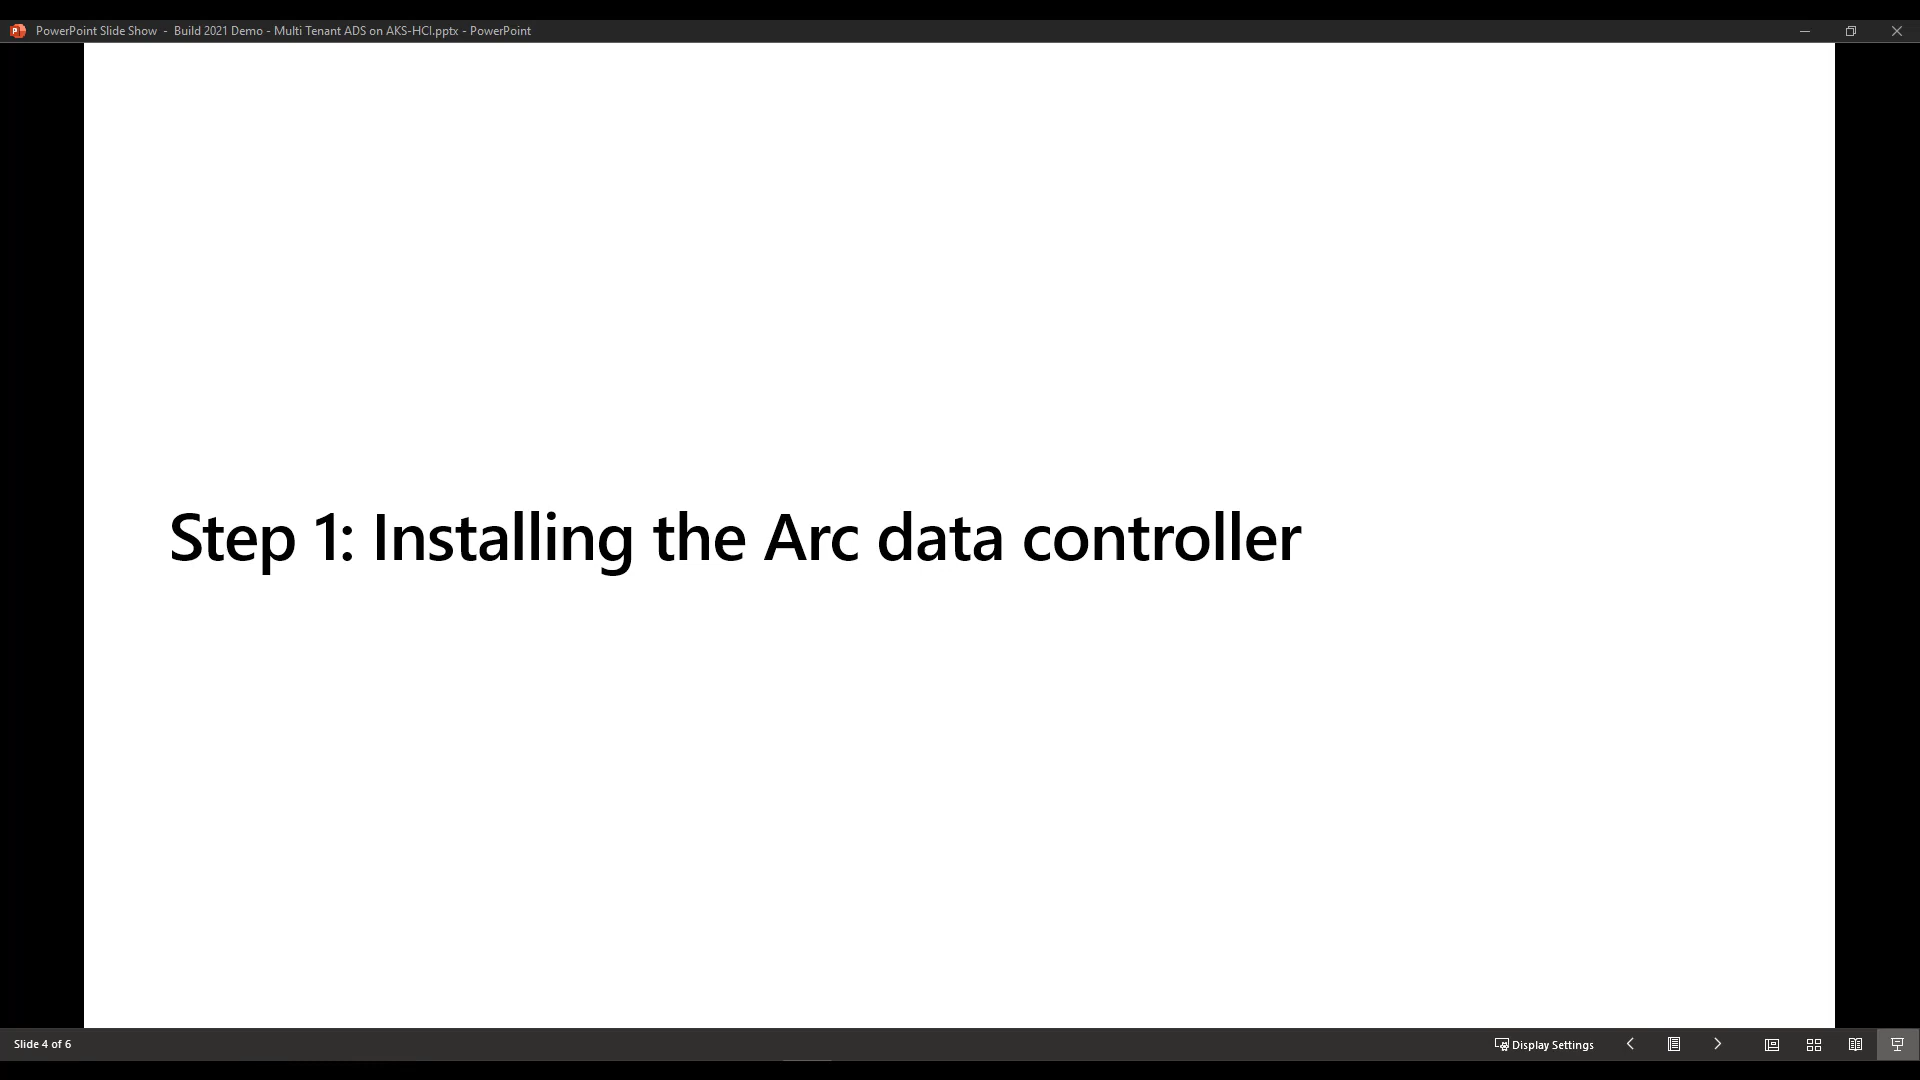 PowerPoint Slide Show - Build 2021 Demo - Multi Tenant ADS on AKS-HCI.pptx - PowerPoint
Step 1: Installing the Arc data controller
Slide 4 of 6
Display Settings